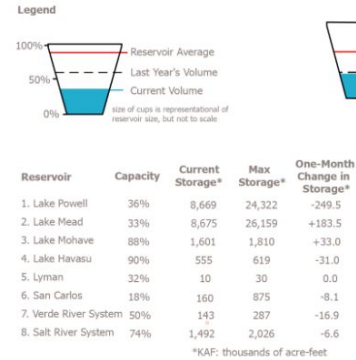 Legend
100%
Reservoir Average
50%
Last Year's Volume
Current Volume
0%
size of cups is representational of
reservoir size, but not to scale
Reservoir Capacity Current Storage* Max Storage* One-Month Change in Storage*
1. Lake Powell 36% 8,669 24,322 -249.5
2. Lake Mead 33% 8,675 26,159 +183.5
3. Lake Mohave 88% 1,601 1,810 +33.0
4. Lake Havasu 90% 555 619 -31.0
5. Lyman 32% 10 30 0.0
6. San Carlos 18% 160 875 -8.1
7. Verde River System 50% 143 287 -16.9
8. Salt River System 74% 1,492 2,026 -6.6
*KAF: thousands of acre-feet